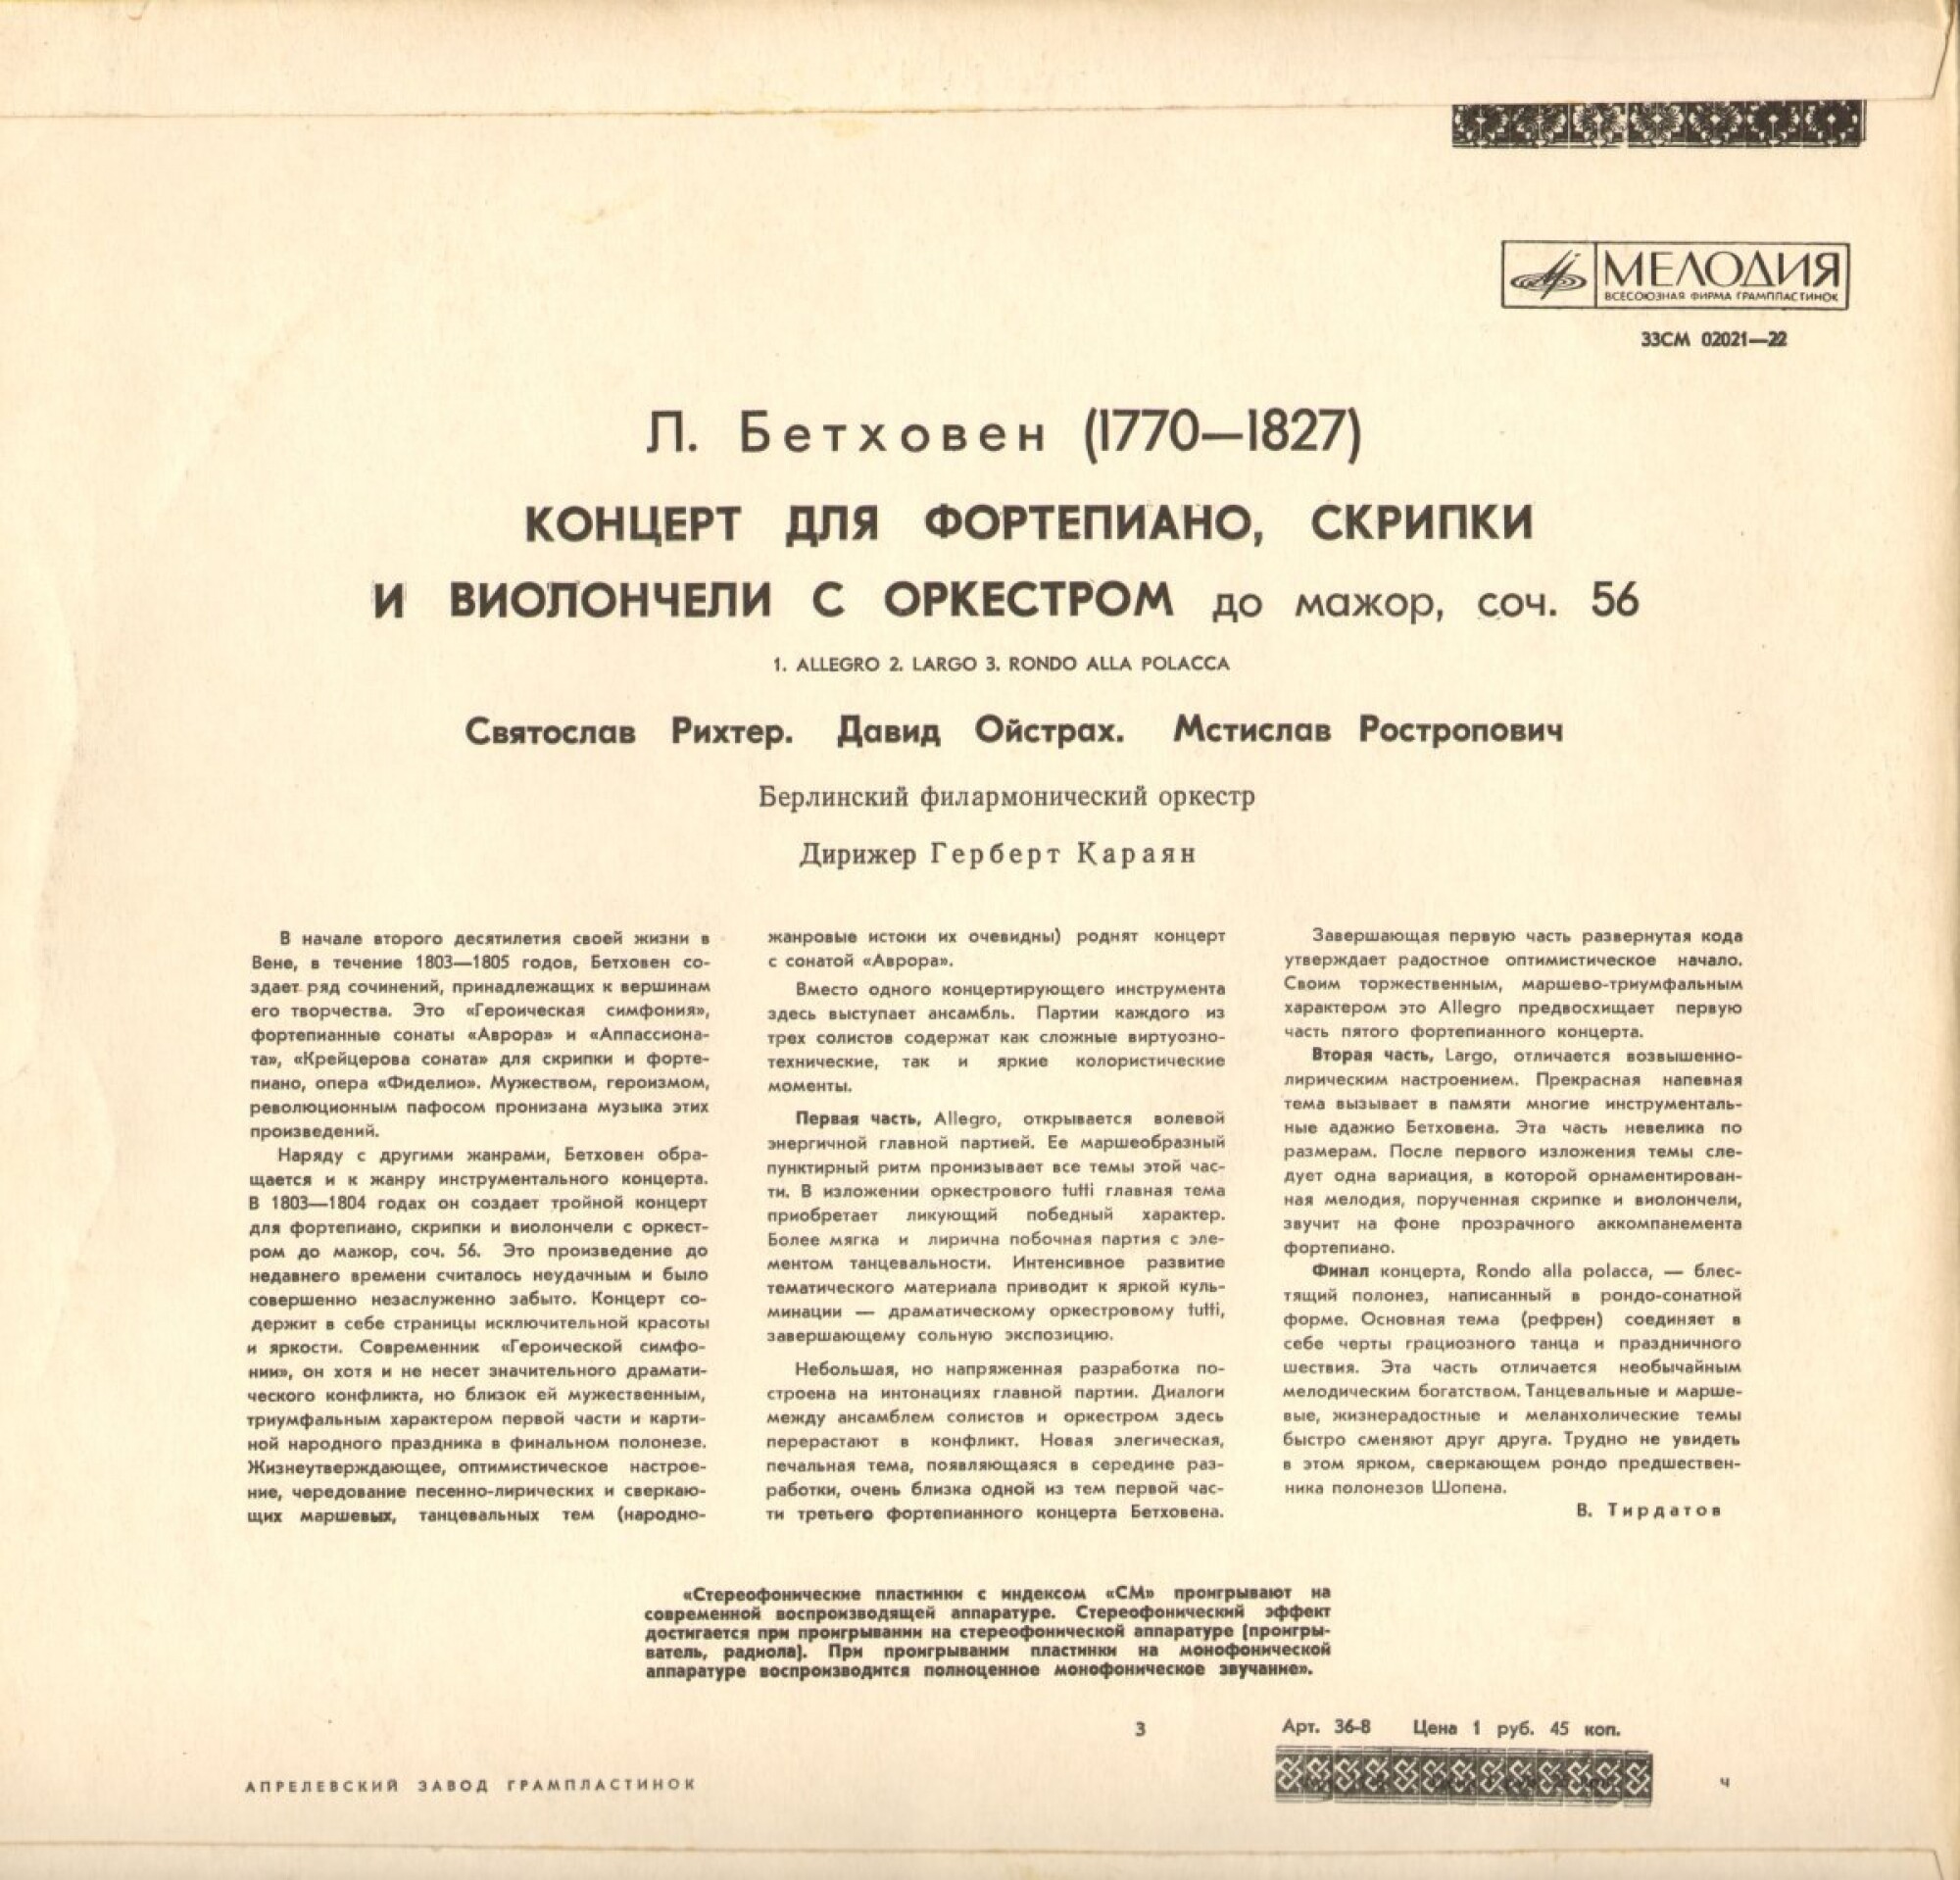 МЕЛОДИЯ
ВСЕСОЮЗНАЯ ФИРМА ГРАМПЛАСТИНОК
33СМ 02021—22
Л. Бетховен (1770—1827)
КОНЦЕРТ ДЛЯ ФОРТЕПИАНО, СКРИПКИ
И ВИОЛОНЧЕЛИ С ОРКЕСТРОМ до мажор, соч. 56
1. ALLEGRO 2. LARGO 3. RONDO ALLA POLACCA
Святослав Рихтер. Давид Ойстрах. Мстислав Ростропович
Берлинский филармонический оркестр
Дирижер Герберт Караян
В начале второго десятилетия своей жизни в
Вене, в течение 1803—1805 годов, Бетховен со-
здает ряд сочинений, принадлежащих к вершинам
его творчества. Это «Героическая симфония»,
фортепианные сонаты «Аврора» и «Аппассиона-
та», «Крейцерова соната» для скрипки и форте-
пиано, опера «Фиделио». Мужеством, героизмом,
революционным пафосом пронизана музыка этих
произведений.
Наряду с другими жанрами, Бетховен обра-
щается и к жанру инструментального концерта.
В 1803—1804 годах он создает тройной концерт
для фортепиано, скрипки и виолончели с оркест-
ром до мажор, соч. 56. Это произведение до
недавнего времени считалось неудачным и было
совершенно незаслуженно забыто. Концерт со-
держит в себе страницы исключительной красоты
и яркости. Современник «Героической симфо-
нии», он хотя и не несет значительного драмати-
ческого конфликта, но близок ей мужественным,
триумфальным характером первой части и карти-
ной народного праздника в финальном полонезе.
Жизнеутверждающее, оптимистическое настрое-
ние, чередование песенно-лирических и сверкаю-
щих маршевых, танцевальных тем (народно-
жанровые истоки их очевидны) роднят концерт
с сонатой «Аврора».
Вместо одного концертирующего инструмента
здесь выступает ансамбль. Партии каждого из
трех солистов содержат как сложные виртуозно-
технические, так и яркие колористические
моменты.
Первая часть, Allegro, открывается волевой
энергичной главной партией. Ее маршеобразный
пунктирный ритм пронизывает все темы этой час-
ти. В изложении оркестрового tutti главная тема
приобретает ликующий победный характер.
Более мягка и лирична побочная партия с эле-
ментом танцевальности. Интенсивное развитие
тематического материала приводит к яркой куль-
минации — драматическому оркестровому tutti,
завершающему сольную экспозицию.
Небольшая, но напряженная разработка по-
строена на интонациях главной партии. Диалоги
между ансамблем солистов и оркестром здесь
перерастают в конфликт. Новая элегическая,
печальная тема, появляющаяся в середине раз-
работки, очень близка одной из тем первой час-
ти третьего фортепианного концерта Бетховена.
Завершающая первую часть развернутая кода
утверждает радостное оптимистическое начало.
Своим торжественным, маршево-триумфальным
характером это Allegro предвосхищает первую
часть пятого фортепианного концерта.
Вторая часть, Largo, отличается возвышенно-
лирическим настроением. Прекрасная напевная
тема вызывает в памяти многие инструменталь-
ные адажио Бетховена. Эта часть невелика по
размерам. После первого изложения темы сле-
дует одна вариация, в которой орнаментирован-
ная мелодия, порученная скрипке и виолончели,
звучит на фоне прозрачного аккомпанемента
фортепиано.
Финал концерта, Rondo alla polacca, — блес-
тящий полонез, написанный в рондо-сонатной
форме. Основная тема (рефрен) соединяет в
себе черты грациозного танца и праздничного
шествия. Эта часть отличается необычайным
мелодическим богатством. Танцевальные и марше-
вые, жизнерадостные и меланхолические темы
быстро сменяют друг друга. Трудно не увидеть
в этом ярком, сверкающем рондо предшествен-
ника полонезов Шопена.
В. Тирдатов
«Стереофонические пластинки с индексом «СМ» проигрывают на
современной воспроизводящей аппаратуре. Стереофонический эффект
достигается при проигрывании на стереофонической аппаратуре (проигры-
ватель, радиола). При проигрывании пластинки на монофонической
аппаратуре воспроизводится полноценное монофоническое звучание».
3
Арт. 36-8 Цена 1 руб. 45 коп.
АПРЕЛЕВСКИЙ ЗАВОД ГРАМПЛАСТИНОК
ч